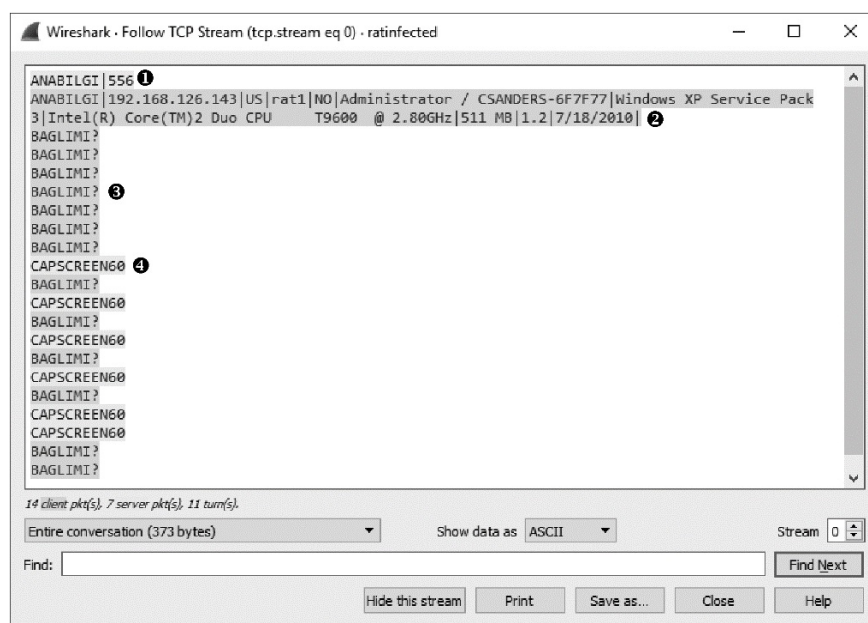 Wireshark · Follow TCP Stream (tcp.stream eq 0) · ratinfected
ANABILGI|556 ❶
ANABILGI|192.168.126.143|US|rat1|NO|Administrator / CSANDERS-6F7F77|Windows XP Service Pack
3|Intel(R) Core(TM)2 Duo CPU     T9600  @ 2.80GHz|511 MB|1.2|7/18/2010| ❷
BAGLIMI?
BAGLIMI?
BAGLIMI?
BAGLIMI? ❸
BAGLIMI?
BAGLIMI?
BAGLIMI?
CAPSCREEN60 ❹
BAGLIMI?
CAPSCREEN60
BAGLIMI?
CAPSCREEN60
BAGLIMI?
CAPSCREEN60
BAGLIMI?
CAPSCREEN60
CAPSCREEN60
BAGLIMI?
BAGLIMI?
14 client pkt(s), 7 server pkt(s), 11 turn(s).
Entire conversation (373 bytes) Show data as ASCII Stream 0
Find: Find Next
Hide this stream Print Save as... Close Help